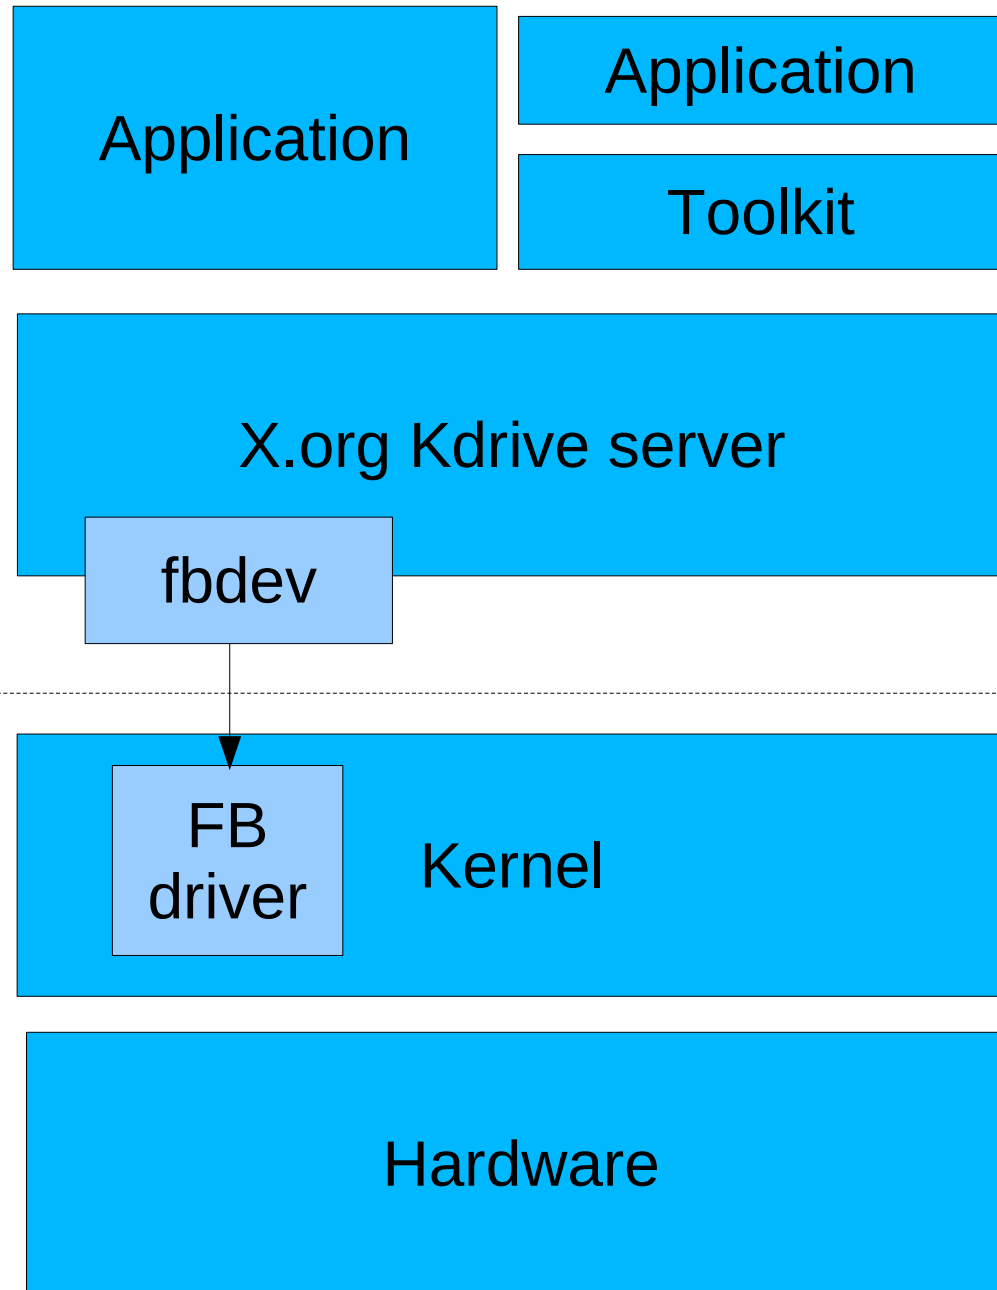 Application
Application
Toolkit
X.org Kdrive server
fbdev
FB
driver
Kernel
Hardware